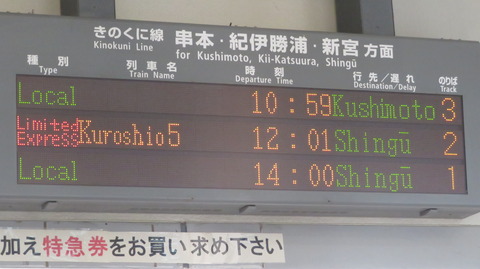 きのくに線 串本・紀伊勝浦・新宮 方面
Kinokuni Line for Kushimoto, Kii-Katsuura, Shingū
種別 列車名 時刻 行先/遅れ のりば
Type Train Name Departure Time Destination/Delay Track
Local 10:59 Kushimoto 3
Limited Express Kuroshio 5 12:01 Shingū 2
Local 14:00 Shingū 1
加え特急券をお買い求め下さい